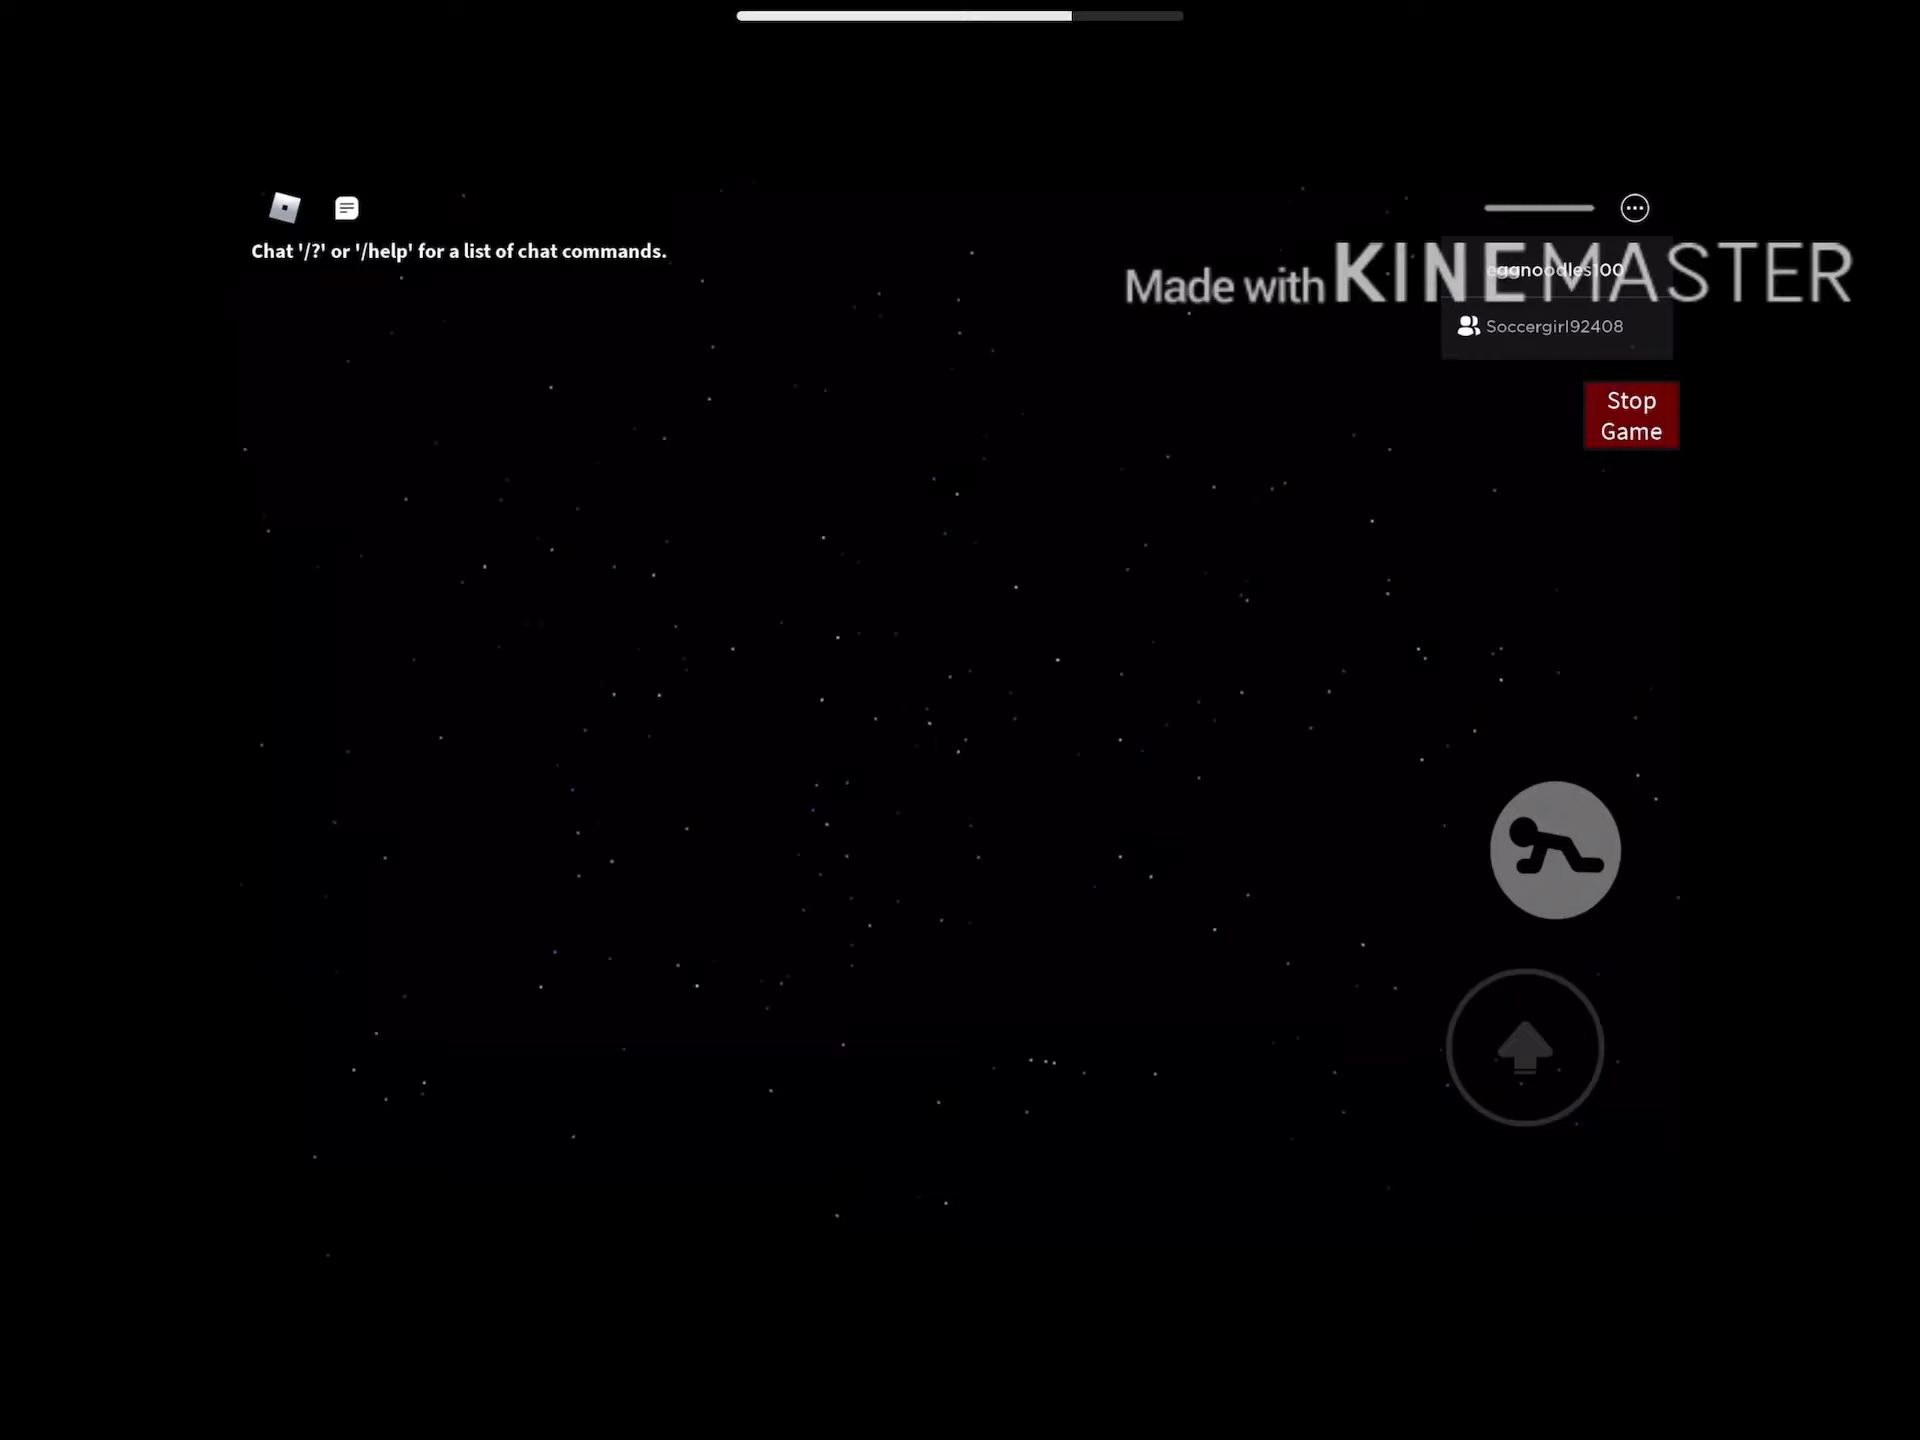 Chat '/?' or '/help' for a list of chat commands.
Made with KINEMASTER
eggnoodles100
Soccergirl92408
Stop
Game